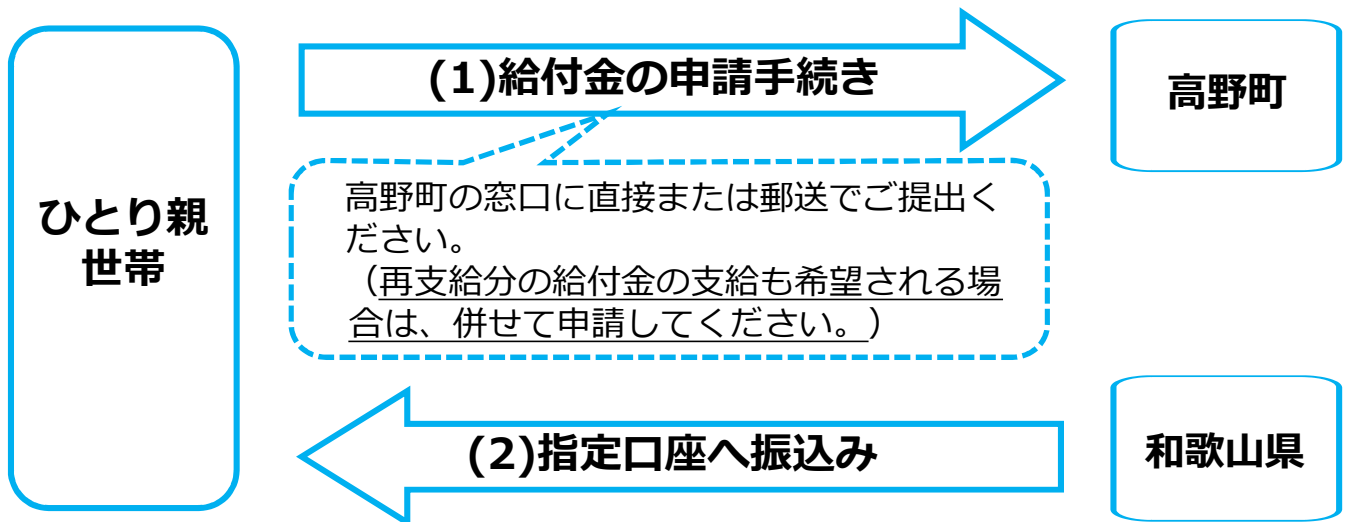 ひとり親
世帯
(1)給付金の申請手続き
高野町
高野町の窓口に直接または郵送でご提出く
ださい。
（再支給分の給付金の支給も希望される場
合は、併せて申請してください。）
(2)指定口座へ振込み
和歌山県